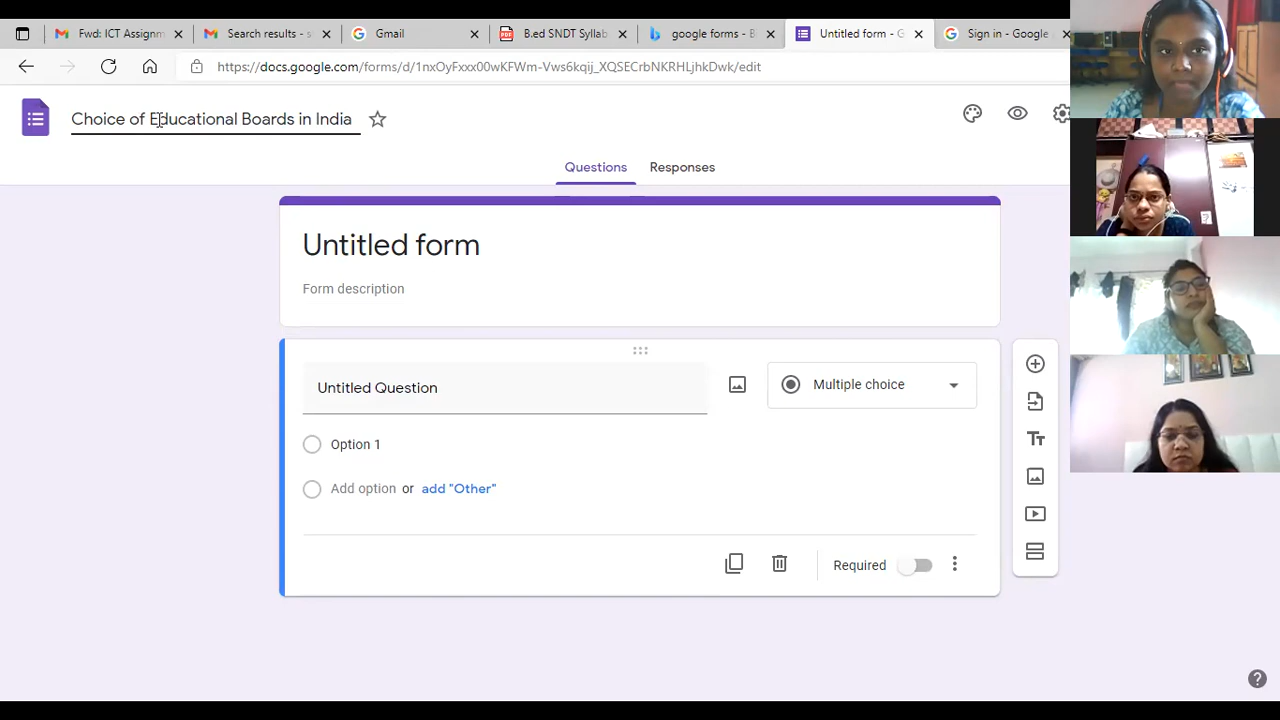 Fwd: ICT Assignm
Search results - s
Gmail
B.ed SNDT Syllab
google forms - B
Untitled form - G
Sign in - Google
https://docs.google.com/forms/d/1nxOyFxxx00wKFWm-Vws6kqij_XQSECrbNKRHLjhkDwk/edit
Choice of Educational Boards in India
Questions
Responses
Untitled form
Form description
Untitled Question
Multiple choice
Option 1
Add option or add "Other"
Required